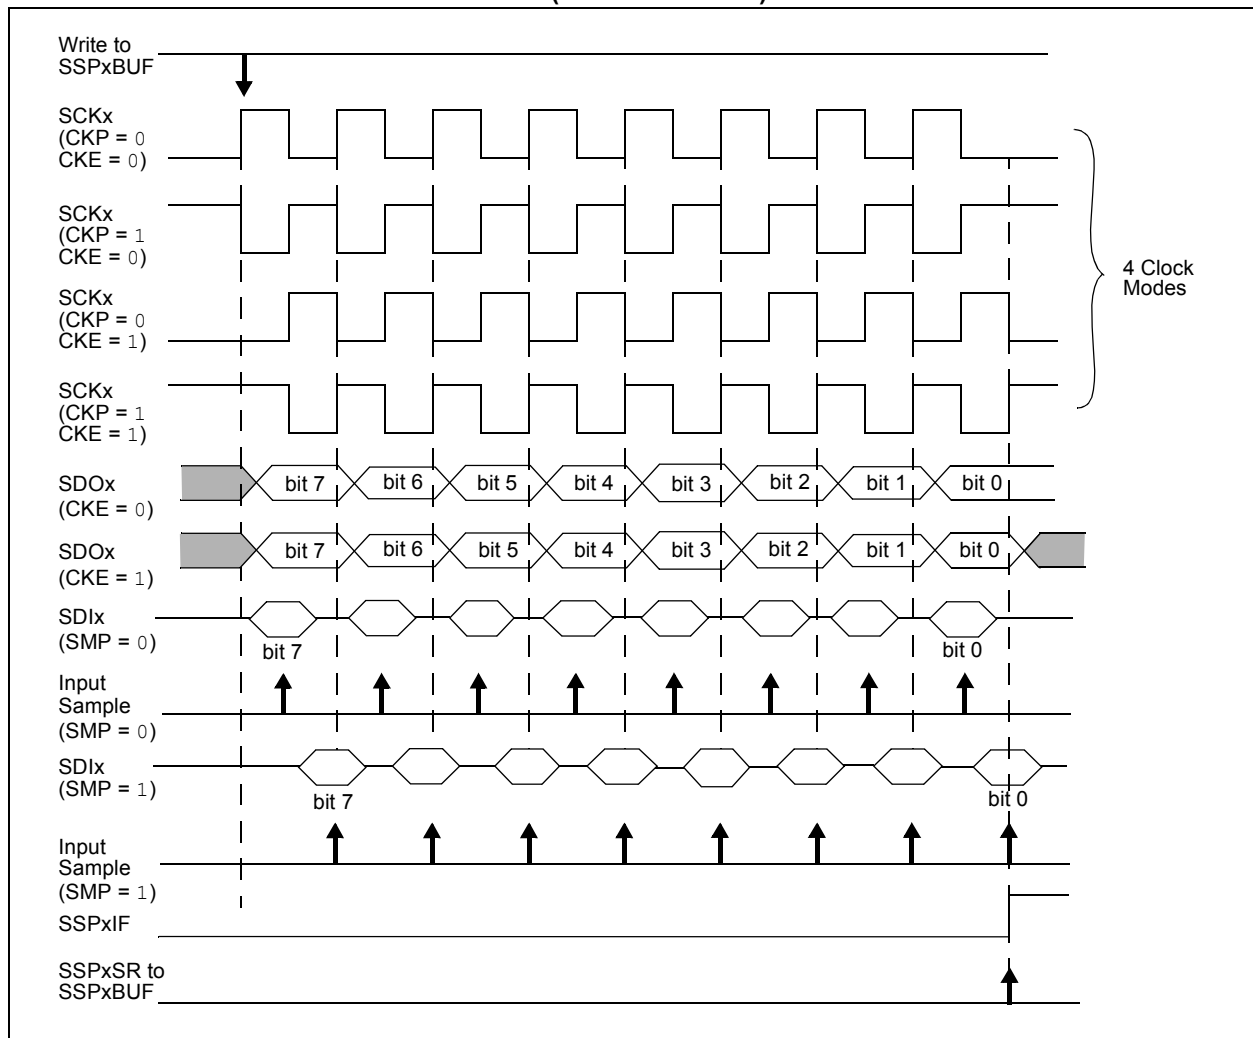 Write to
SSPxBUF
SCKx
(CKP = 0
CKE = 0)
SCKx
(CKP = 1
CKE = 0)
SCKx
(CKP = 0
CKE = 1)
SCKx
(CKP = 1
CKE = 1)
4 Clock
Modes
SDOx
(CKE = 0)
bit 7 bit 6 bit 5 bit 4 bit 3 bit 2 bit 1 bit 0
SDOx
(CKE = 1)
bit 7 bit 6 bit 5 bit 4 bit 3 bit 2 bit 1 bit 0
SDIx
(SMP = 0)
bit 7 bit 0
Input
Sample
(SMP = 0)
SDIx
(SMP = 1)
bit 7 bit 0
Input
Sample
(SMP = 1)
SSPxIF
SSPxSR to
SSPxBUF